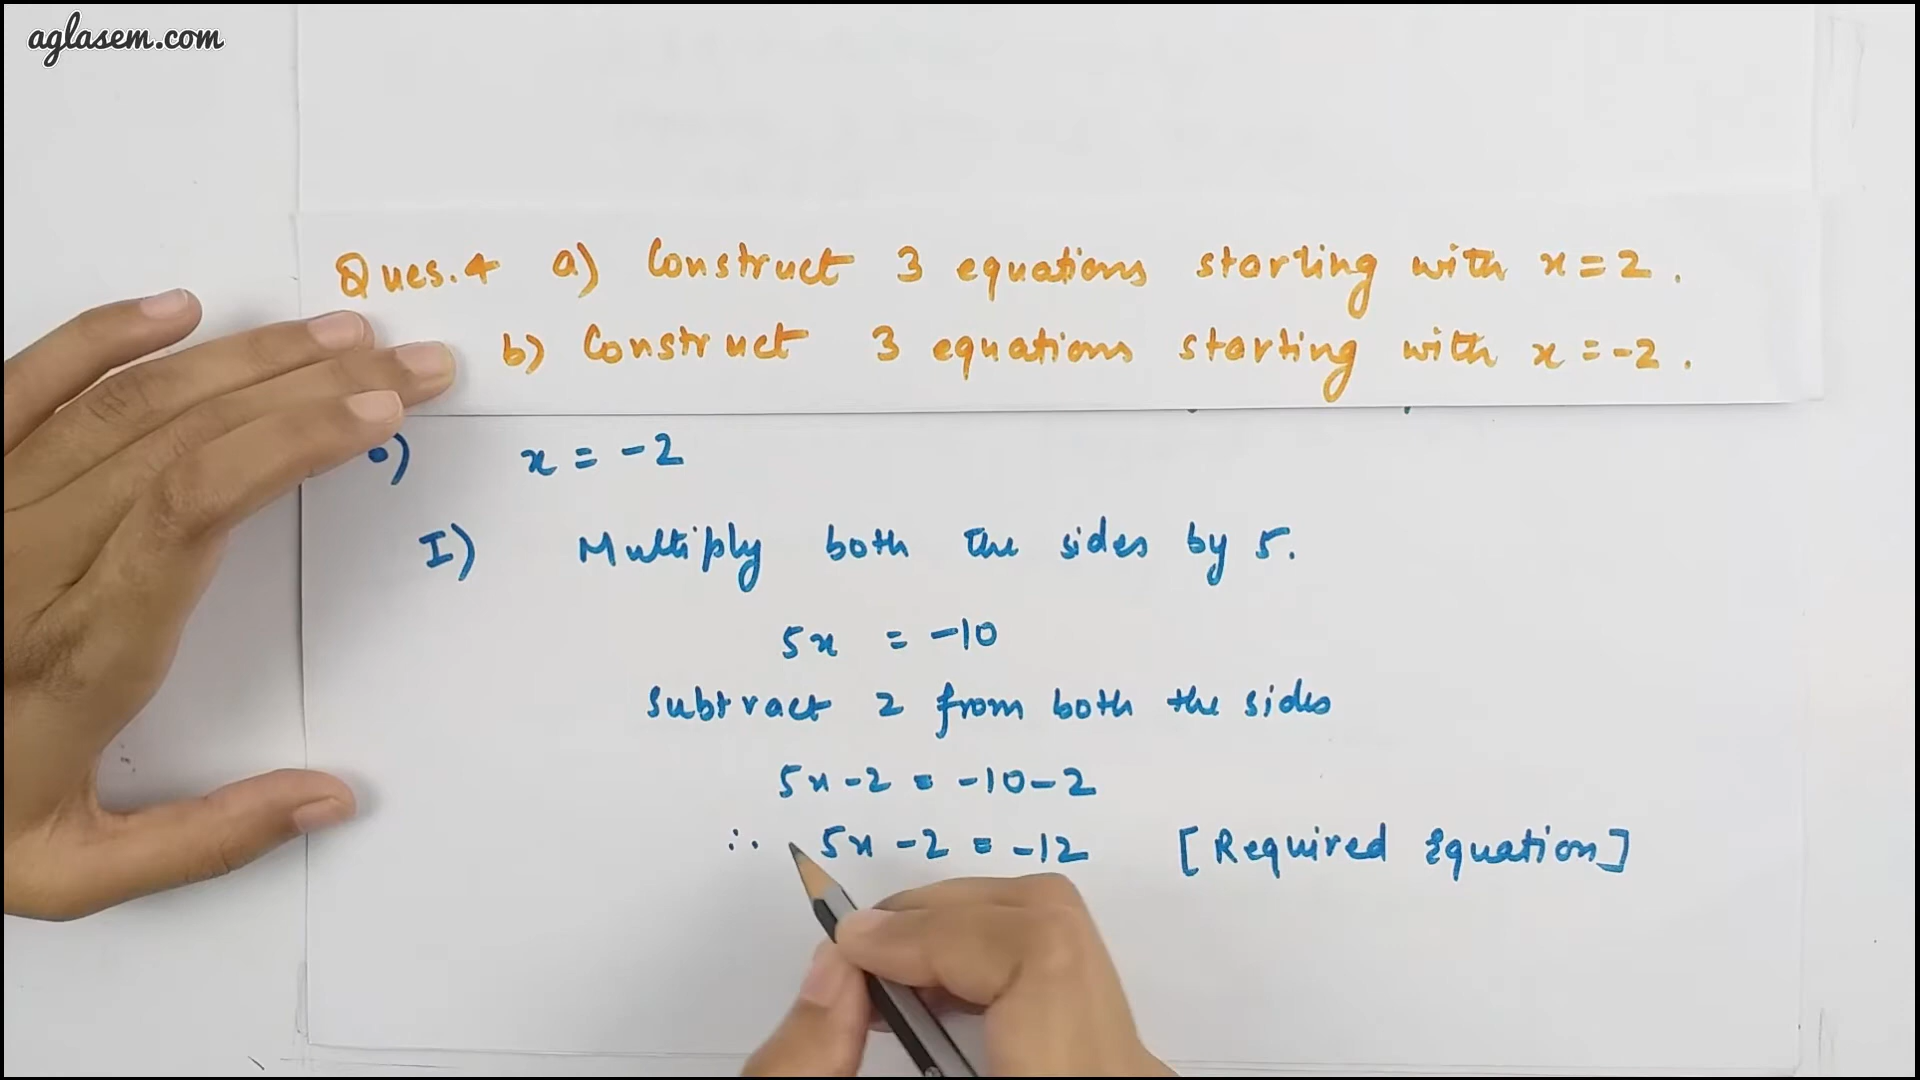 aglasem.com
Ques. 4 a) Construct 3 equations starting with x = 2.
b) Construct 3 equations starting with x = -2.
b) x = -2
I) Multiply both the sides by 5.
5x = -10
Subtract 2 from both the sides
5x - 2 = -10 - 2
∴ 5x - 2 = -12 [Required Equation]